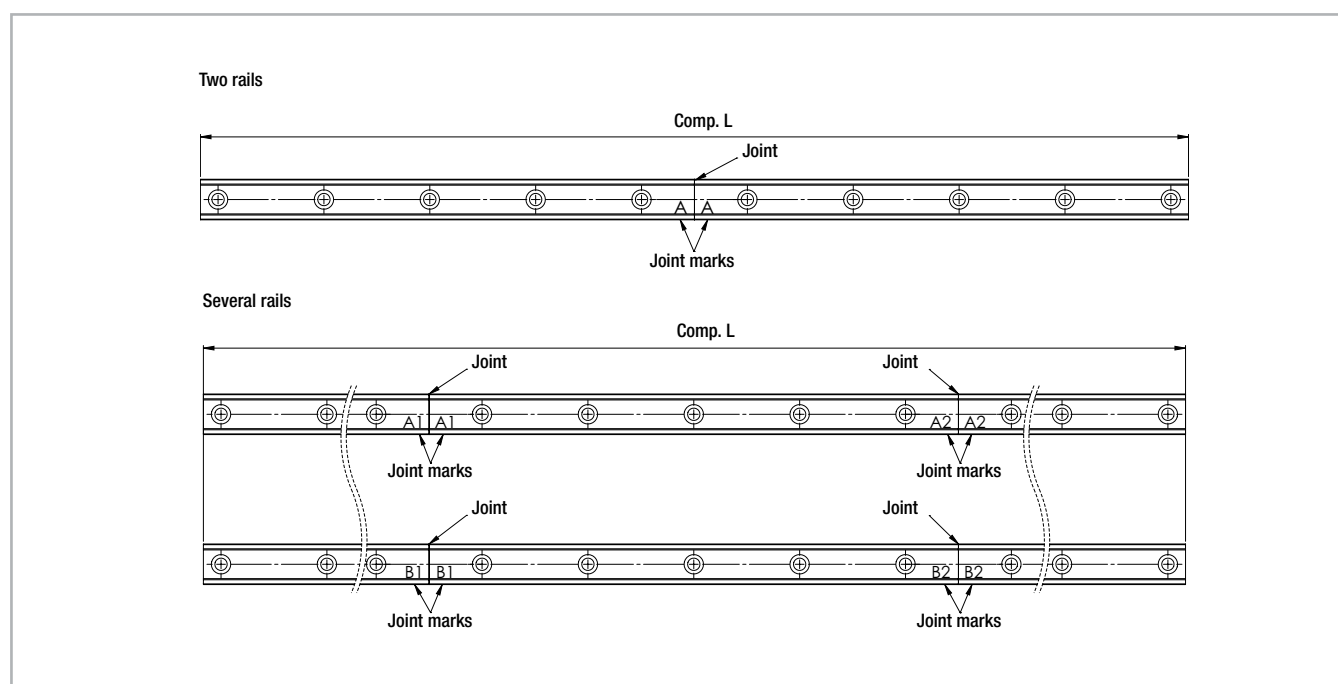 Two rails
Comp. L
Joint
A A
Joint marks
Several rails
Comp. L
Joint Joint
A1 A1 A2 A2
Joint marks Joint marks
Joint Joint
B1 B1 B2 B2
Joint marks Joint marks